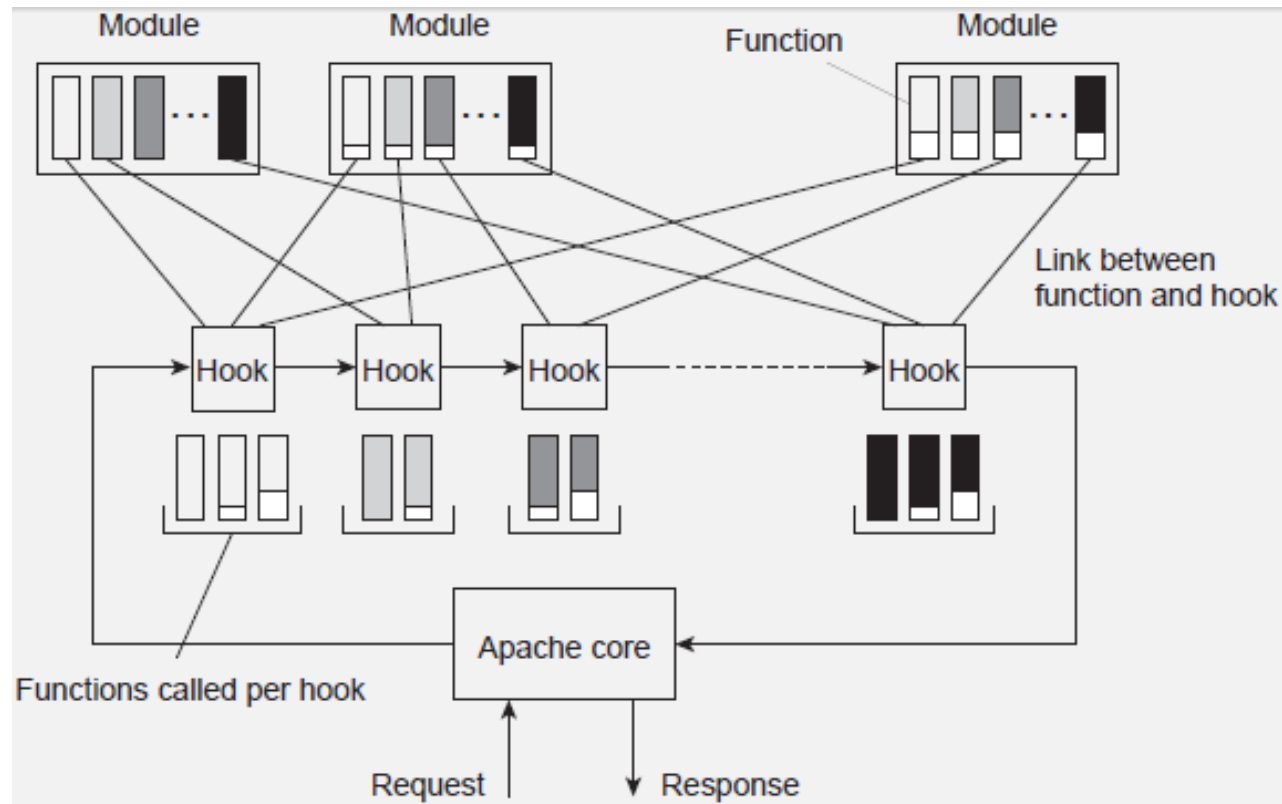 Module
Module
Function
Module
Link between
function and hook
Hook
Hook
Hook
Hook
Apache core
Functions called per hook
Request
Response